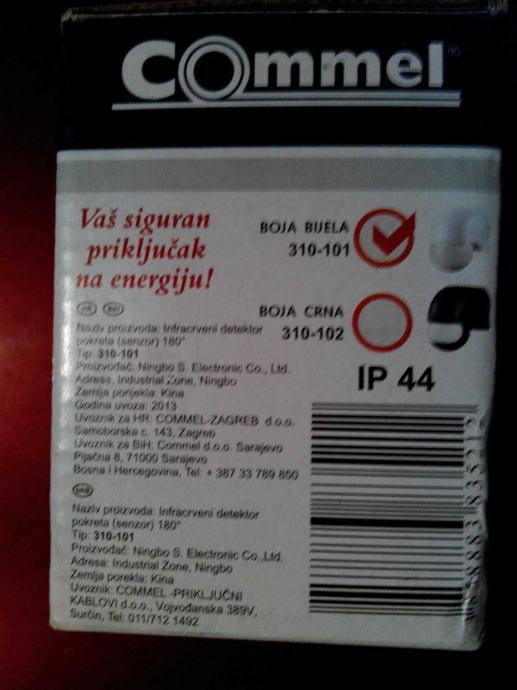 Commel
Vaš siguran
priključak
na energiju!
BOJA BIJELA
310-101
BOJA CRNA
310-102
IP 44
HR BIH
Naziv proizvoda: Infracrveni detektor
pokreta (senzor) 180°
Tip: 310-101
Proizvođač: Ningbo S. Electronic Co., Ltd.
Adresa: Industrial Zone, Ningbo
Zemlja porijekla: Kina
Godina uvoza: 2013
Uvoznik za HR: COMMEL-ZAGREB d.o.o.
Samoborska c. 143, Zagreb
Uvoznik za BiH: Commel d.o.o. Sarajevo
Pijačna 8, 71000 Sarajevo
Bosna i Hercegovina, Tel: + 387 33 789 850
SRB
Naziv proizvoda: Infracrveni detektor
pokreta (senzor) 180°
Tip: 310-101
Proizvođač: Ningbo S. Electronic Co.,Ltd.
Adresa: Industrial Zone, Ningbo
Zemlja porekla: Kina
Uvoznik: COMMEL -PRIKLJUČNI
KABLOVI d.o.o., Vojvođanska 389V,
Surčin, Tel: 011/712 1492